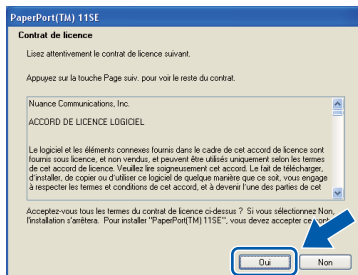 PaperPort(TM) 11SE
Contrat de licence
Lisez attentivement le contrat de licence suivant.
Appuyez sur la touche Page suiv. pour voir le reste du contrat.
Nuance Communications, Inc.
ACCORD DE LICENCE LOGICIEL
Le logiciel et les éléments connexes fournis dans le cadre de cet accord de licence sont
fournis sous licence, et non vendus, et peuvent être utilisés uniquement selon les termes
de cet accord de licence. Veuillez lire soigneusement cet accord. Le fait de télécharger,
d'installer, de copier ou d'utiliser ce logiciel de quelque manière que ce soit, vous engage
à respecter les termes et conditions de cet accord, et à devenir l'une des parties de cet
Acceptez-vous tous les termes du contrat de licence ci-dessus ? Si vous sélectionnez Non,
l'installation s'arrêtera. Pour installer "PaperPort(TM) 11SE", vous devez accepter ce
Oui
Non